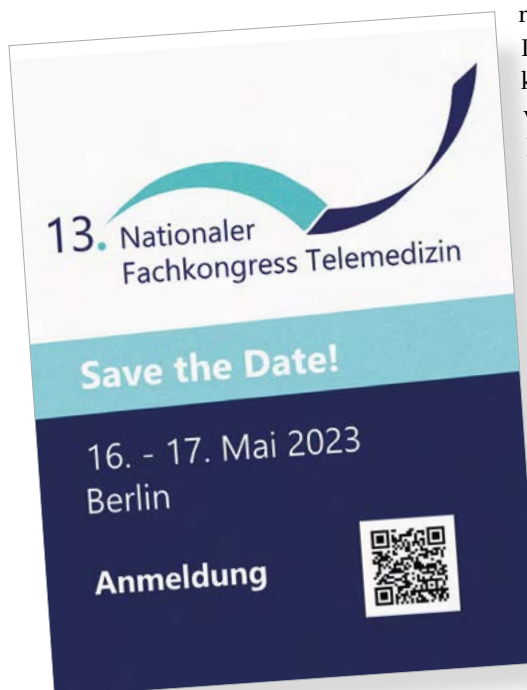 13. Nationaler
Fachkongress Telemedizin
Save the Date!
16. - 17. Mai 2023
Berlin
Anmeldung